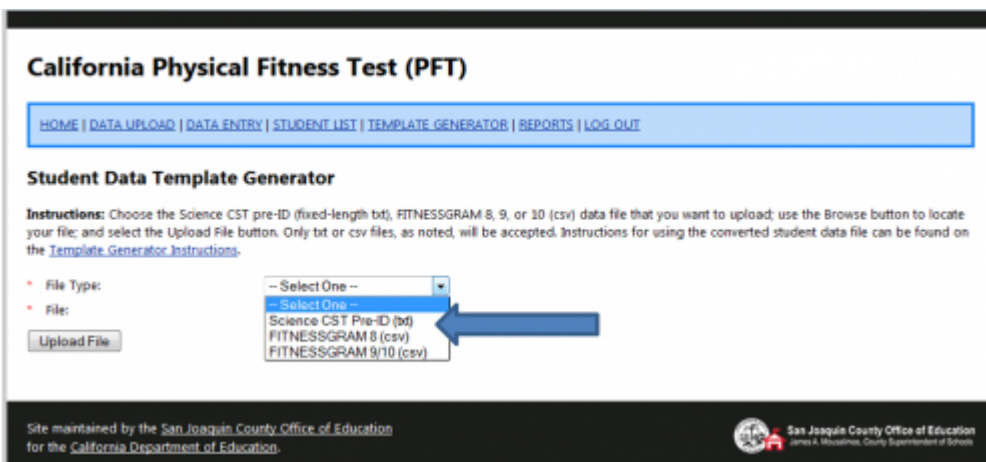 California Physical Fitness Test (PFT)
HOME | DATA UPLOAD | DATA ENTRY | STUDENT LIST | TEMPLATE GENERATOR | REPORTS | LOG OUT
Student Data Template Generator
Instructions: Choose the Science CST pre-ID (fixed-length txt), FITNESSGRAM 8, 9, or 10 (csv) data file that you want to upload; use the Browse button to locate
your file; and select the Upload File button. Only txt or csv files, as noted, will be accepted. Instructions for using the converted student data file can be found on
the Template Generator Instructions.
* File Type:
-- Select One --
-- Select One --
* File:
Science CST Pre-ID (txt)
FITNESSGRAM 8 (csv)
Upload File
FITNESSGRAM 9/10 (csv)
Site maintained by the San Joaquin County Office of Education
for the California Department of Education.
San Joaquin County Office of Education
James A. Mousalimas, County Superintendent of Schools